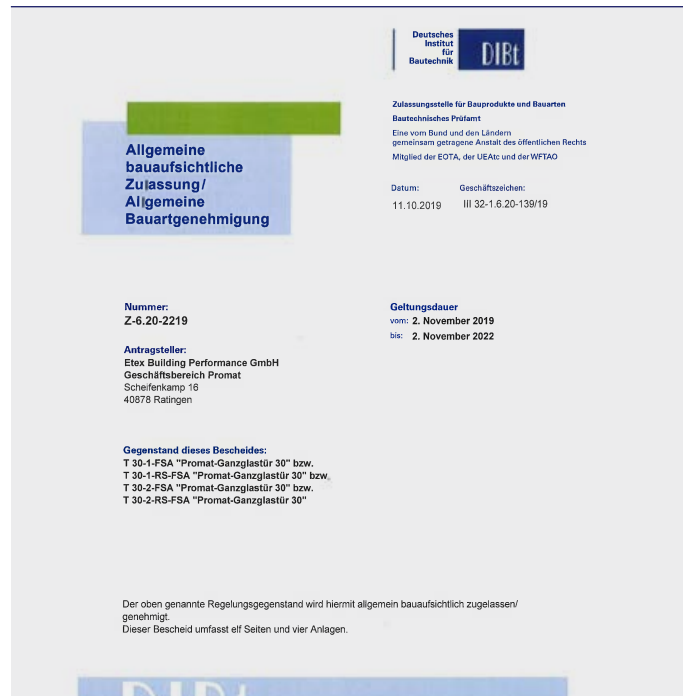 Deutsches
Institut
für
Bautechnik
DIBt
Zulassungsstelle für Bauprodukte und Bauarten
Bautechnisches Prüfamt
Eine vom Bund und den Ländern
gemeinsam getragene Anstalt des öffentlichen Rechts
Mitglied der EOTA, der UEAtc und der WFTAO
Allgemeine
bauaufsichtliche
Zulassung/
Allgemeine
Bauartgenehmigung
Datum: Geschäftszeichen:
11.10.2019 III 32-1.6.20-139/19
Nummer:
Z-6.20-2219
Geltungsdauer
vom: 2. November 2019
bis: 2. November 2022
Antragsteller:
Etex Building Performance GmbH
Geschäftsbereich Promat
Scheifenkamp 16
40878 Ratingen
Gegenstand dieses Bescheides:
T 30-1-FSA "Promat-Ganzglastür 30" bzw.
T 30-1-RS-FSA "Promat-Ganzglastür 30" bzw.
T 30-2-FSA "Promat-Ganzglastür 30" bzw.
T 30-2-RS-FSA "Promat-Ganzglastür 30"
Der oben genannte Regelungsgegenstand wird hiermit allgemein bauaufsichtlich zugelassen/
genehmigt.
Dieser Bescheid umfasst elf Seiten und vier Anlagen.
DIBt